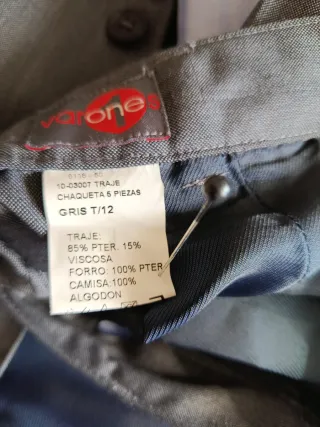 varones
10-03007 TRAJE
CHAQUETA 5 PIEZAS
GRIS T/12
TRAJE:
85% PTER. 15%
VISCOSA
FORRO: 100% PTER
CAMISA:100%
ALGODON